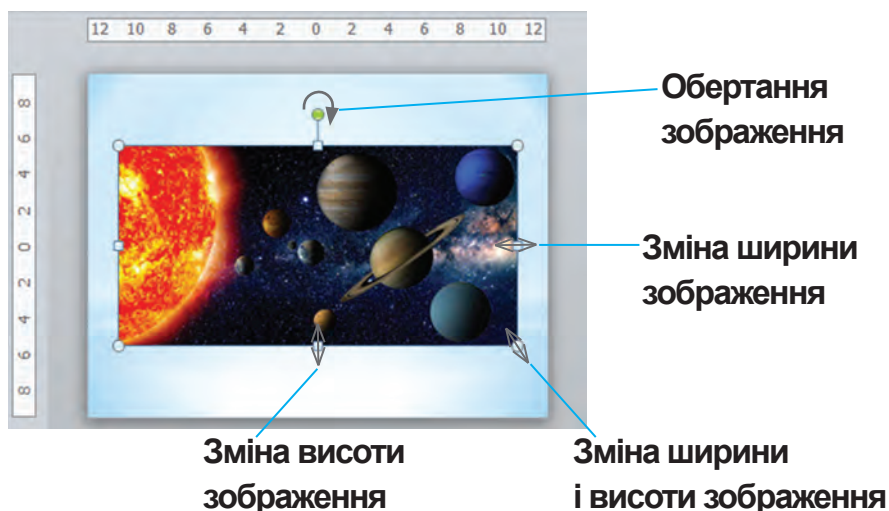 12 10 8 6 4 2 0 2 4 6 8 10 12
8 6 4 2 0 2 4 6 8
Обертання
зображення
Зміна ширини
зображення
Зміна висоти
зображення
Зміна ширини
і висоти зображення